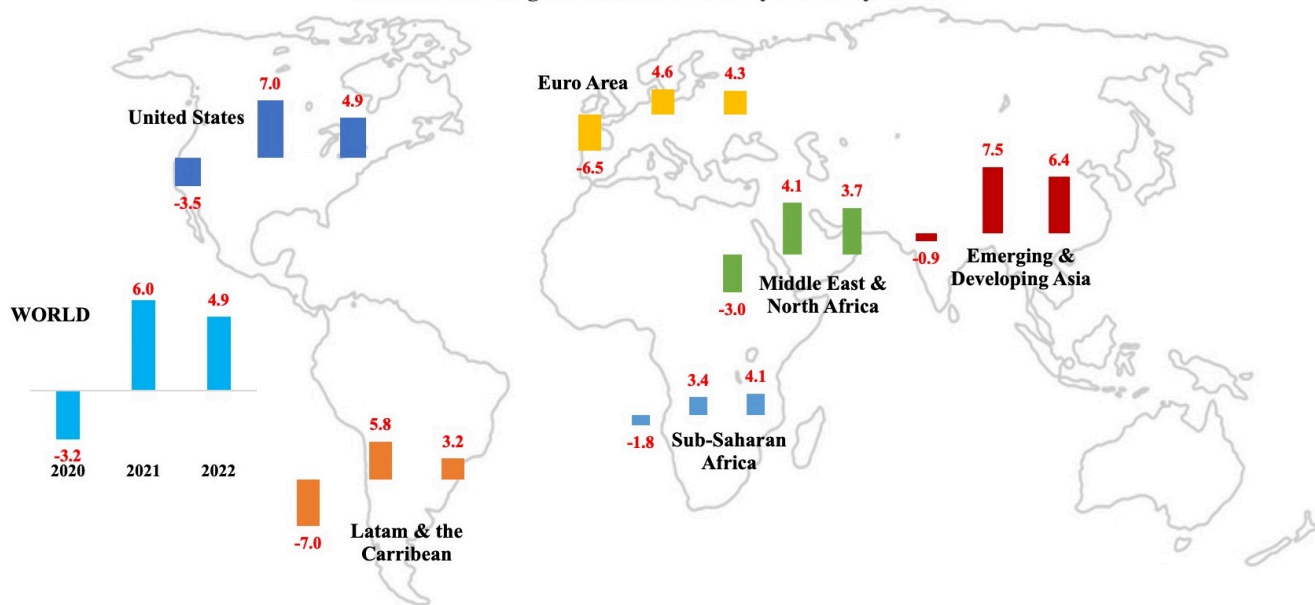 7.0
4.9
United States
-3.5
Euro Area
4.6
4.3
-6.5
7.5
6.4
-0.9
Emerging &
Developing Asia
4.1
3.7
-3.0
Middle East &
North Africa
WORLD
6.0
4.9
-3.2
2020
2021
2022
3.4
4.1
-1.8
Sub-Saharan
Africa
5.8
3.2
-7.0
Latam & the
Carribean